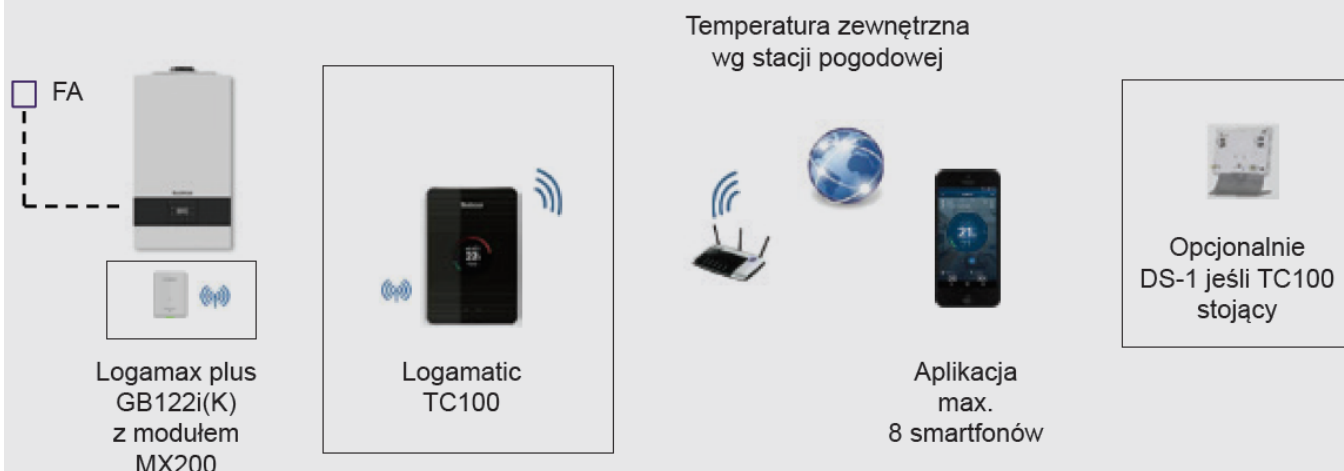 Temperatura zewnętrzna
wg stacji pogodowej
FA
Logamax plus
GB122i(K)
z modułem
MX200
Logamatic
TC100
Aplikacja
max.
8 smartfonów
Opcjonalnie
DS-1 jeśli TC100
stojący